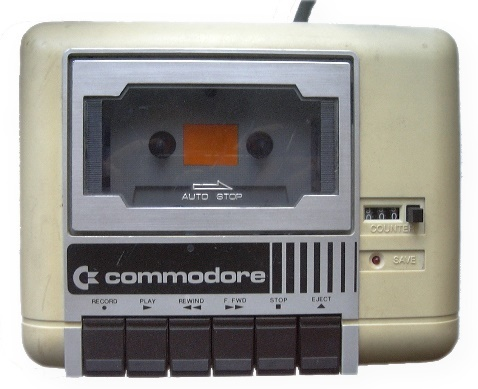 AUTO STOP
COUNTER
SAVE
commodore
RECORD PLAY REWIND F.FWD STOP EJECT